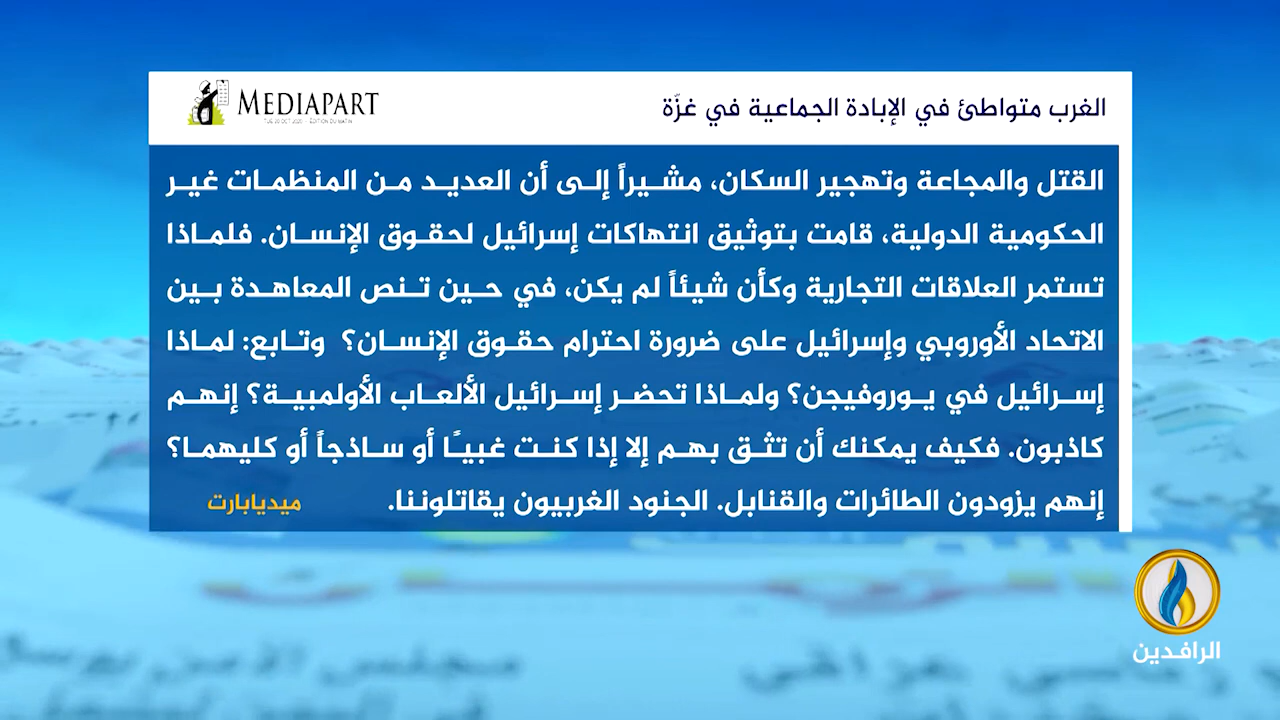 MEDIAPART
الغرب متواطئ في الإبادة الجماعية في غزّة
القتل والمجاعة وتهجير السكان، مشيراً إلى أن العديد من المنظمات غير
الحكومية الدولية، قامت بتوثيق انتهاكات إسرائيل لحقوق الإنسان. فلماذا
تستمر العلاقات التجارية وكأن شيئاً لم يكن، في حين تنص المعاهدة بين
الاتحاد الأوروبي وإسرائيل على ضرورة احترام حقوق الإنسان؟ وتابع: لماذا
إسرائيل في يوروفيجن؟ ولماذا تحضر إسرائيل الألعاب الأولمبية؟ إنهم
كاذبون. فكيف يمكنك أن تثق بهم إلا إذا كنت غبيًا أو ساذجاً أو كليهما؟
إنهم يزودون الطائرات والقنابل. الجنود الغربيون يقاتلوننا.
ميديابارت
الرافدين
مجلس الأمن